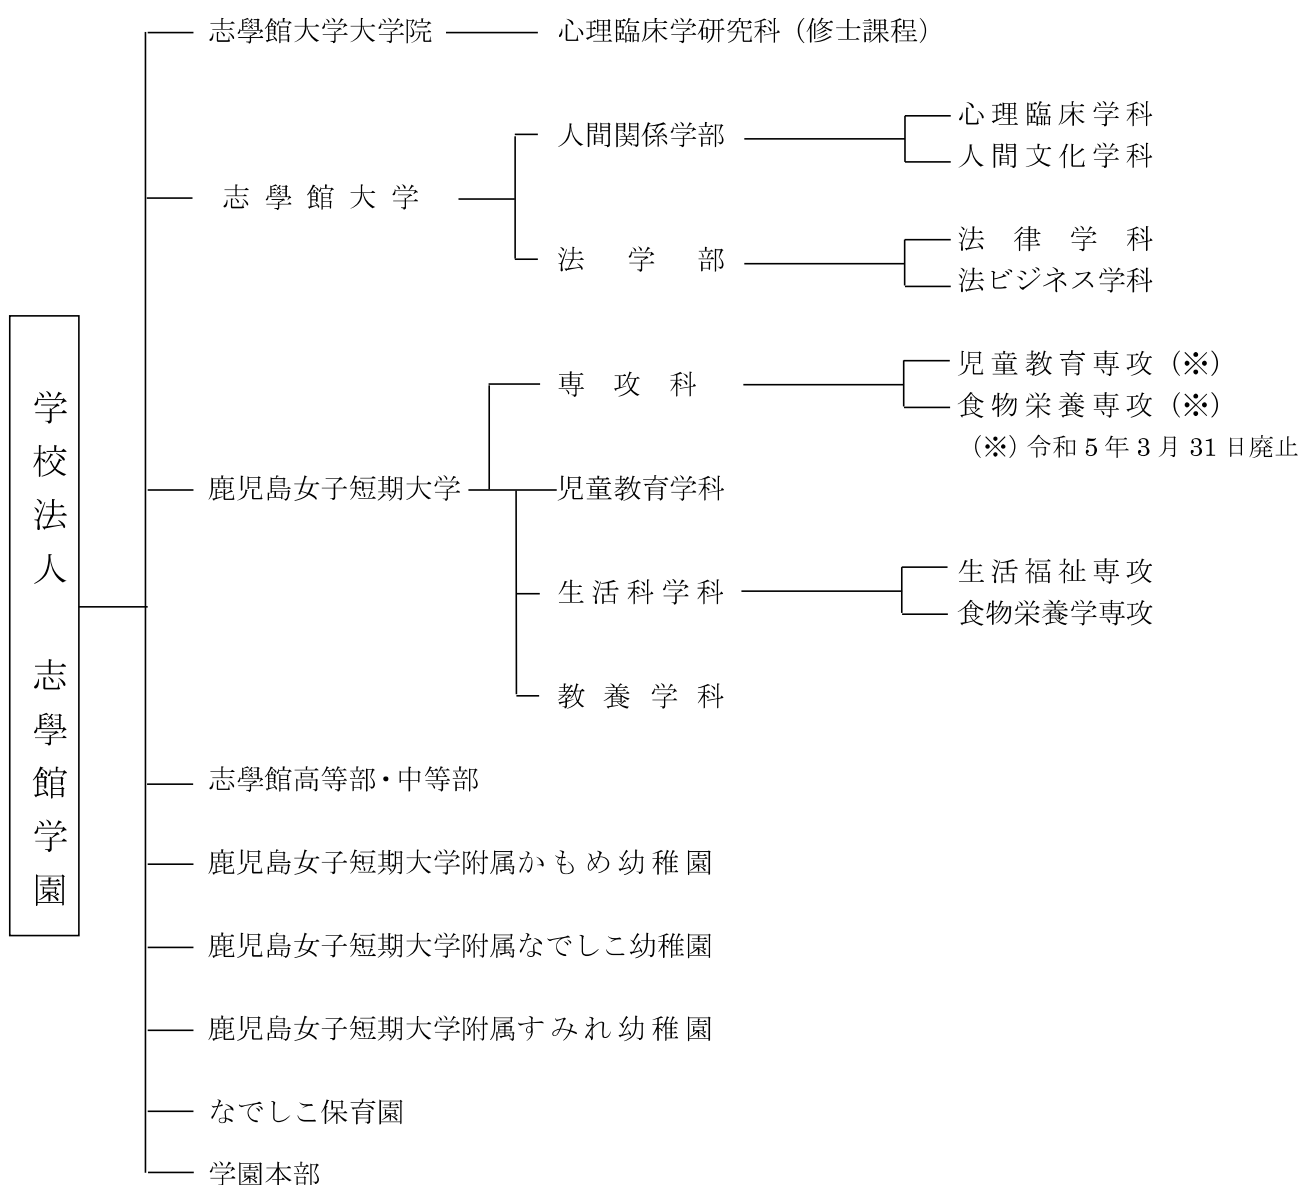 学校法人 志學館学園
志學館大学大学院
心理臨床学研究科（修士課程）
志學館大学
人間関係学部
心理臨床学科
人間文化学科
法学部
法律学科
法ビジネス学科
鹿児島女子短期大学
専攻科
児童教育専攻（※）
食物栄養専攻（※）
（※）令和5年3月31日廃止
児童教育学科
生活科学科
生活福祉専攻
食物栄養学専攻
教養学科
志學館高等部・中等部
鹿児島女子短期大学附属かもめ幼稚園
鹿児島女子短期大学附属なでしこ幼稚園
鹿児島女子短期大学附属すみれ幼稚園
なでしこ保育園
学園本部